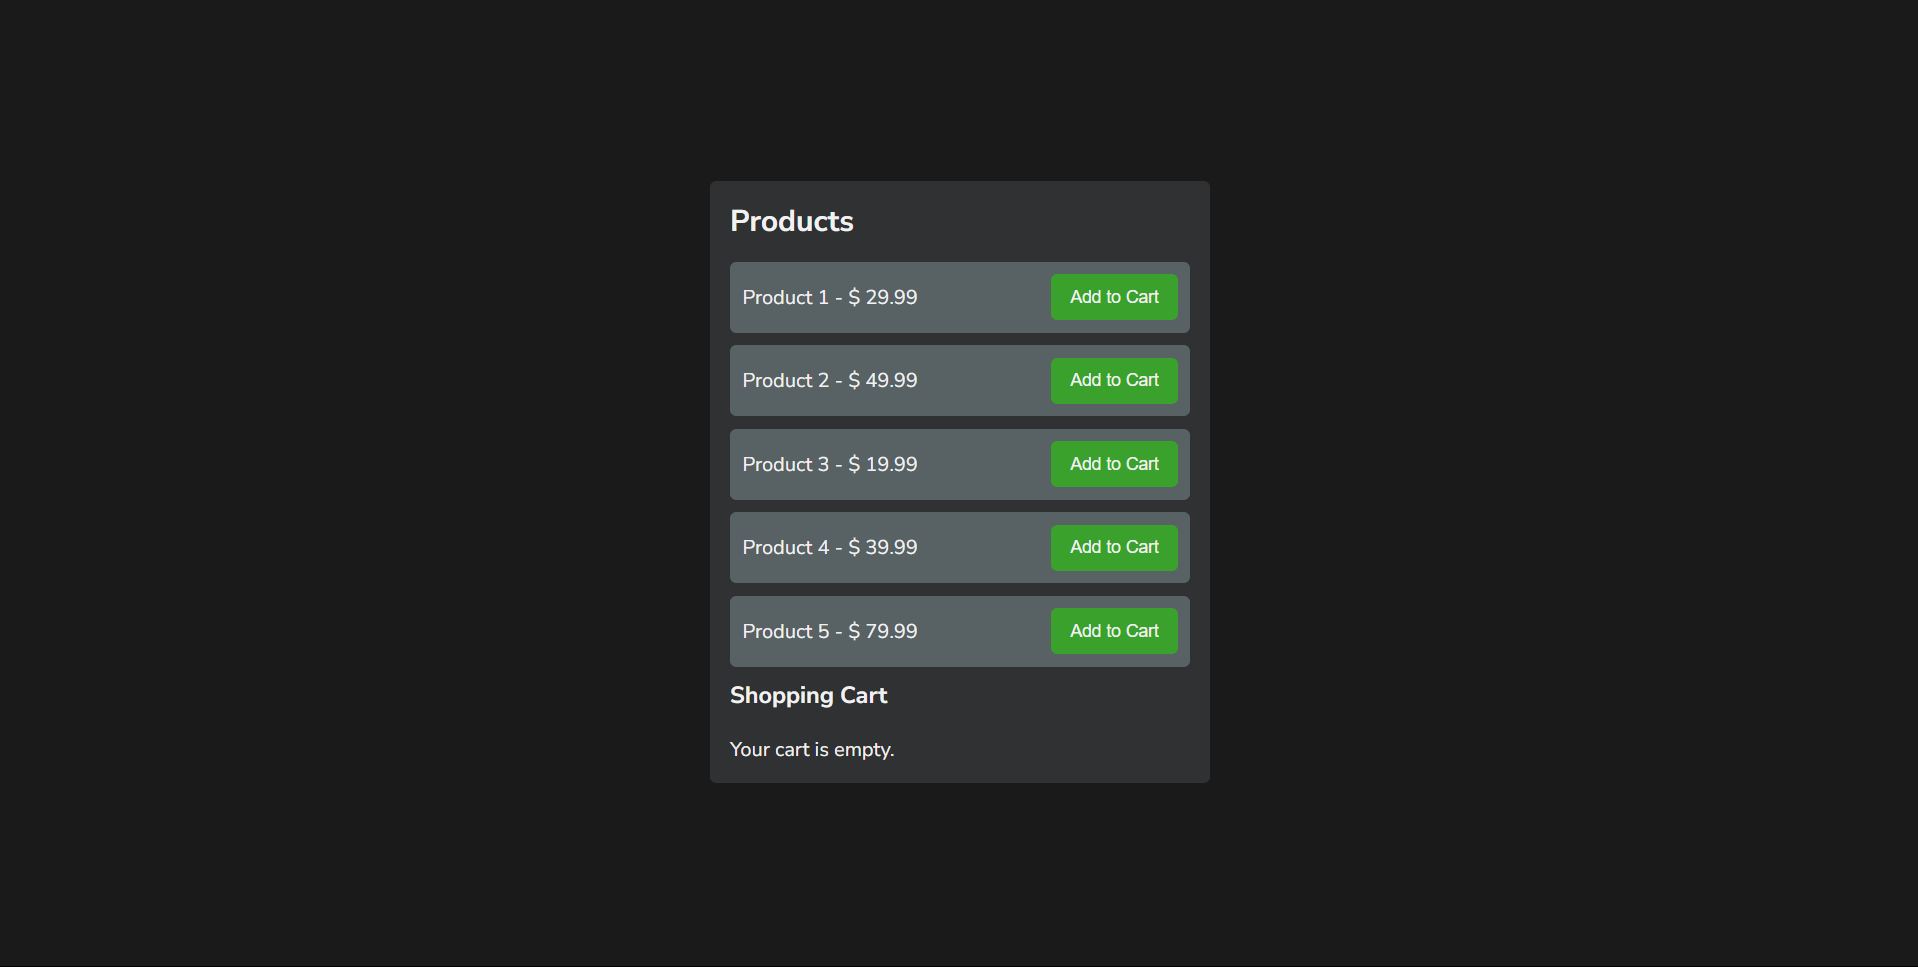 Products
Product 1 - $ 29.99 Add to Cart
Product 2 - $ 49.99 Add to Cart
Product 3 - $ 19.99 Add to Cart
Product 4 - $ 39.99 Add to Cart
Product 5 - $ 79.99 Add to Cart
Shopping Cart
Your cart is empty.